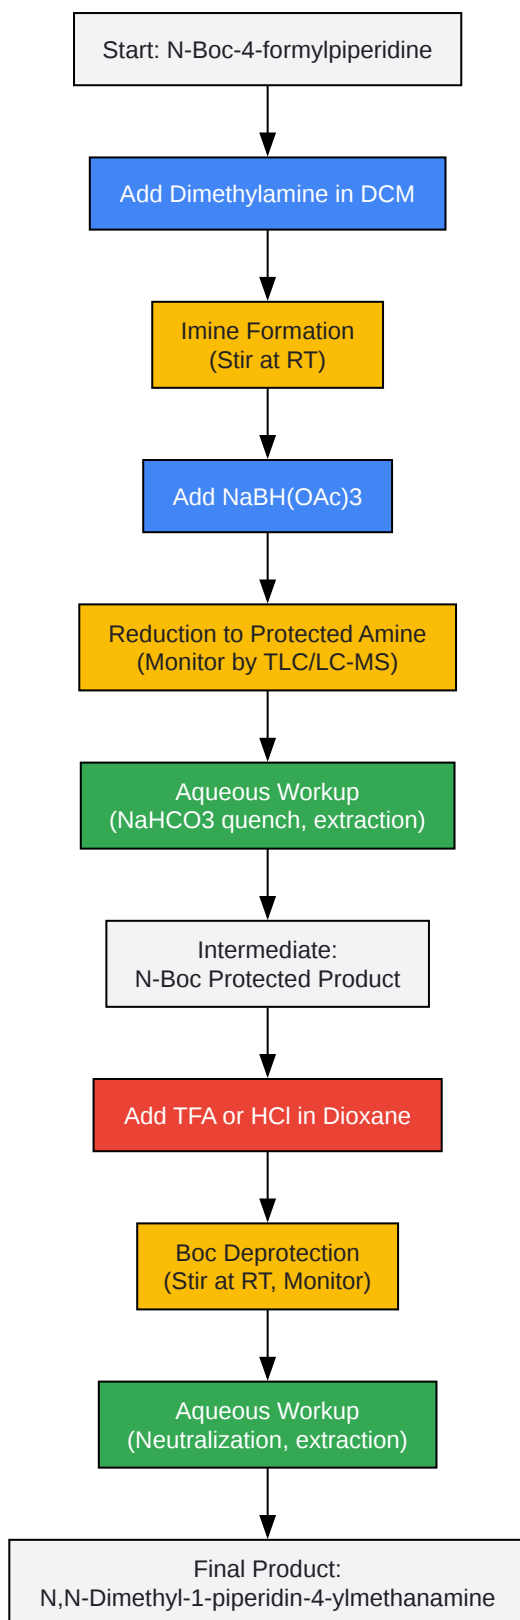 Start: N-Boc-4-formylpiperidine
Add Dimethylamine in DCM
Imine Formation
(Stir at RT)
Add NaBH(OAc)3
Reduction to Protected Amine
(Monitor by TLC/LC-MS)
Aqueous Workup
(NaHCO3 quench, extraction)
Intermediate:
N-Boc Protected Product
Add TFA or HCl in Dioxane
Boc Deprotection
(Stir at RT, Monitor)
Aqueous Workup
(Neutralization, extraction)
Final Product:
N,N-Dimethyl-1-piperidin-4-ylmethanamine